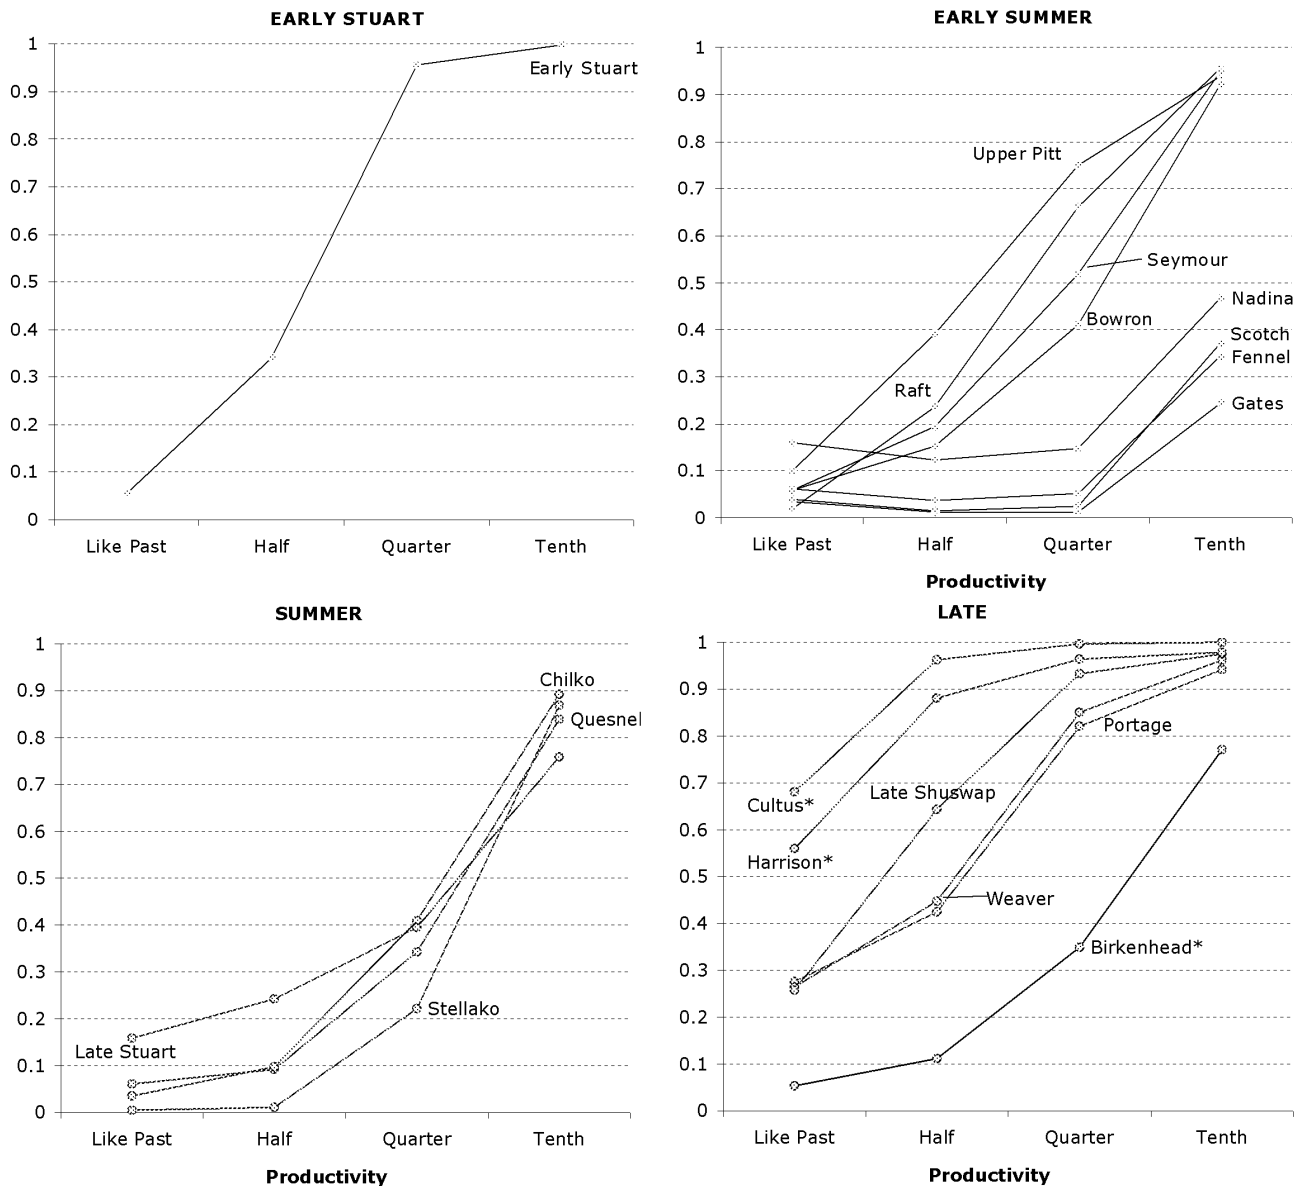 EARLY STUART
1
Early Stuart
0.9
0.8
0.7
0.6
0.5
0.4
0.3
0.2
0.1
0
Like Past Half Quarter Tenth
EARLY SUMMER
1
0.9
0.8
Upper Pitt
0.7
0.6
Seymour
0.5
Nadina
0.4
Bowron
Scotch
Fennel
0.3
Raft
Gates
0.2
0.1
0
Like Past Half Quarter Tenth
Productivity
SUMMER
1
0.9
Chilko
Quesnel
0.8
0.7
0.6
0.5
0.4
0.3
0.2
Stellako
Late Stuart
0.1
0
Like Past Half Quarter Tenth
Productivity
LATE
1
0.9
0.8
Portage
0.7
Cultus*
Late Shuswap
0.6
Harrison*
0.5
Weaver
0.4
Birkenhead*
0.3
0.2
0.1
0
Like Past Half Quarter Tenth
Productivity